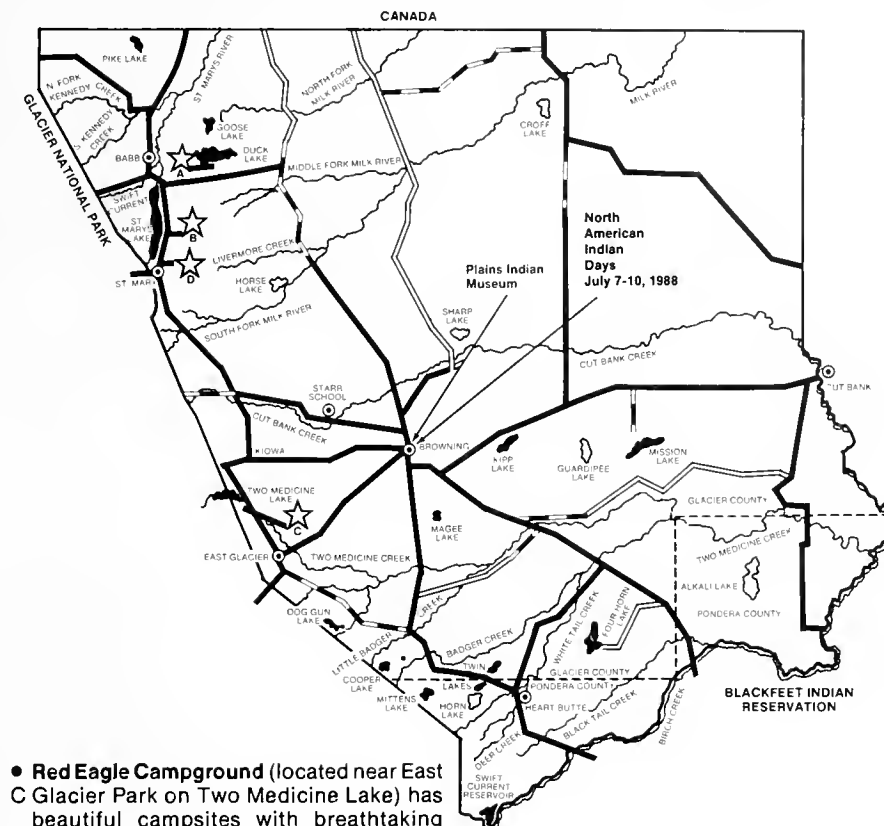 CANADA
PIKE LAKE
ST MARYS RIVER
N FORK
KENNEDY CREEK
S KENNEDY
CREEK
NORTH FORK
MILK RIVER
MILK RIVER
GLACIER NATIONAL PARK
GOOSE
LAKE
CROFF
LAKE
BABB
A
DUCK
LAKE
MIDDLE FORK MILK RIVER
SWIFT
CURRENT
ST
MARYS
LAKE
B
North
American
Indian
Days
July 7-10, 1988
LIVERMORE CREEK
D
ST MARY
HORSE
LAKE
Plains Indian
Museum
SOUTH FORK MILK RIVER
SHARP
LAKE
CUT BANK CREEK
CUT BANK
STARR
SCHOOL
CUT BANK CREEK
KIOWA
BROWNING
KIPP
LAKE
GUARDIPEE
LAKE
MISSION
LAKE
TWO MEDICINE
LAKE
C
MAGEE
LAKE
GLACIER COUNTY
EAST GLACIER
TWO MEDICINE CREEK
TWO MEDICINE CREEK
ALKALI LAKE
PONDERA COUNTY
DOG GUN
LAKE
LITTLE BADGER CREEK
BADGER CREEK
WHITE TAIL CREEK
FOUR HORN
LAKE
COOPER
LAKE
TWIN
LAKES
GLACIER COUNTY
PONDERA COUNTY
MITTENS
LAKE
HORN
LAKE
HEART BUTTE
BLACK TAIL CREEK
BIRCH CREEK
BLACKFEET INDIAN
RESERVATION
DEER CREEK
SWIFT
CURRENT
RESERVOIR
● Red Eagle Campground (located near East
C Glacier Park on Two Medicine Lake) has
beautiful campsites with breathtaking